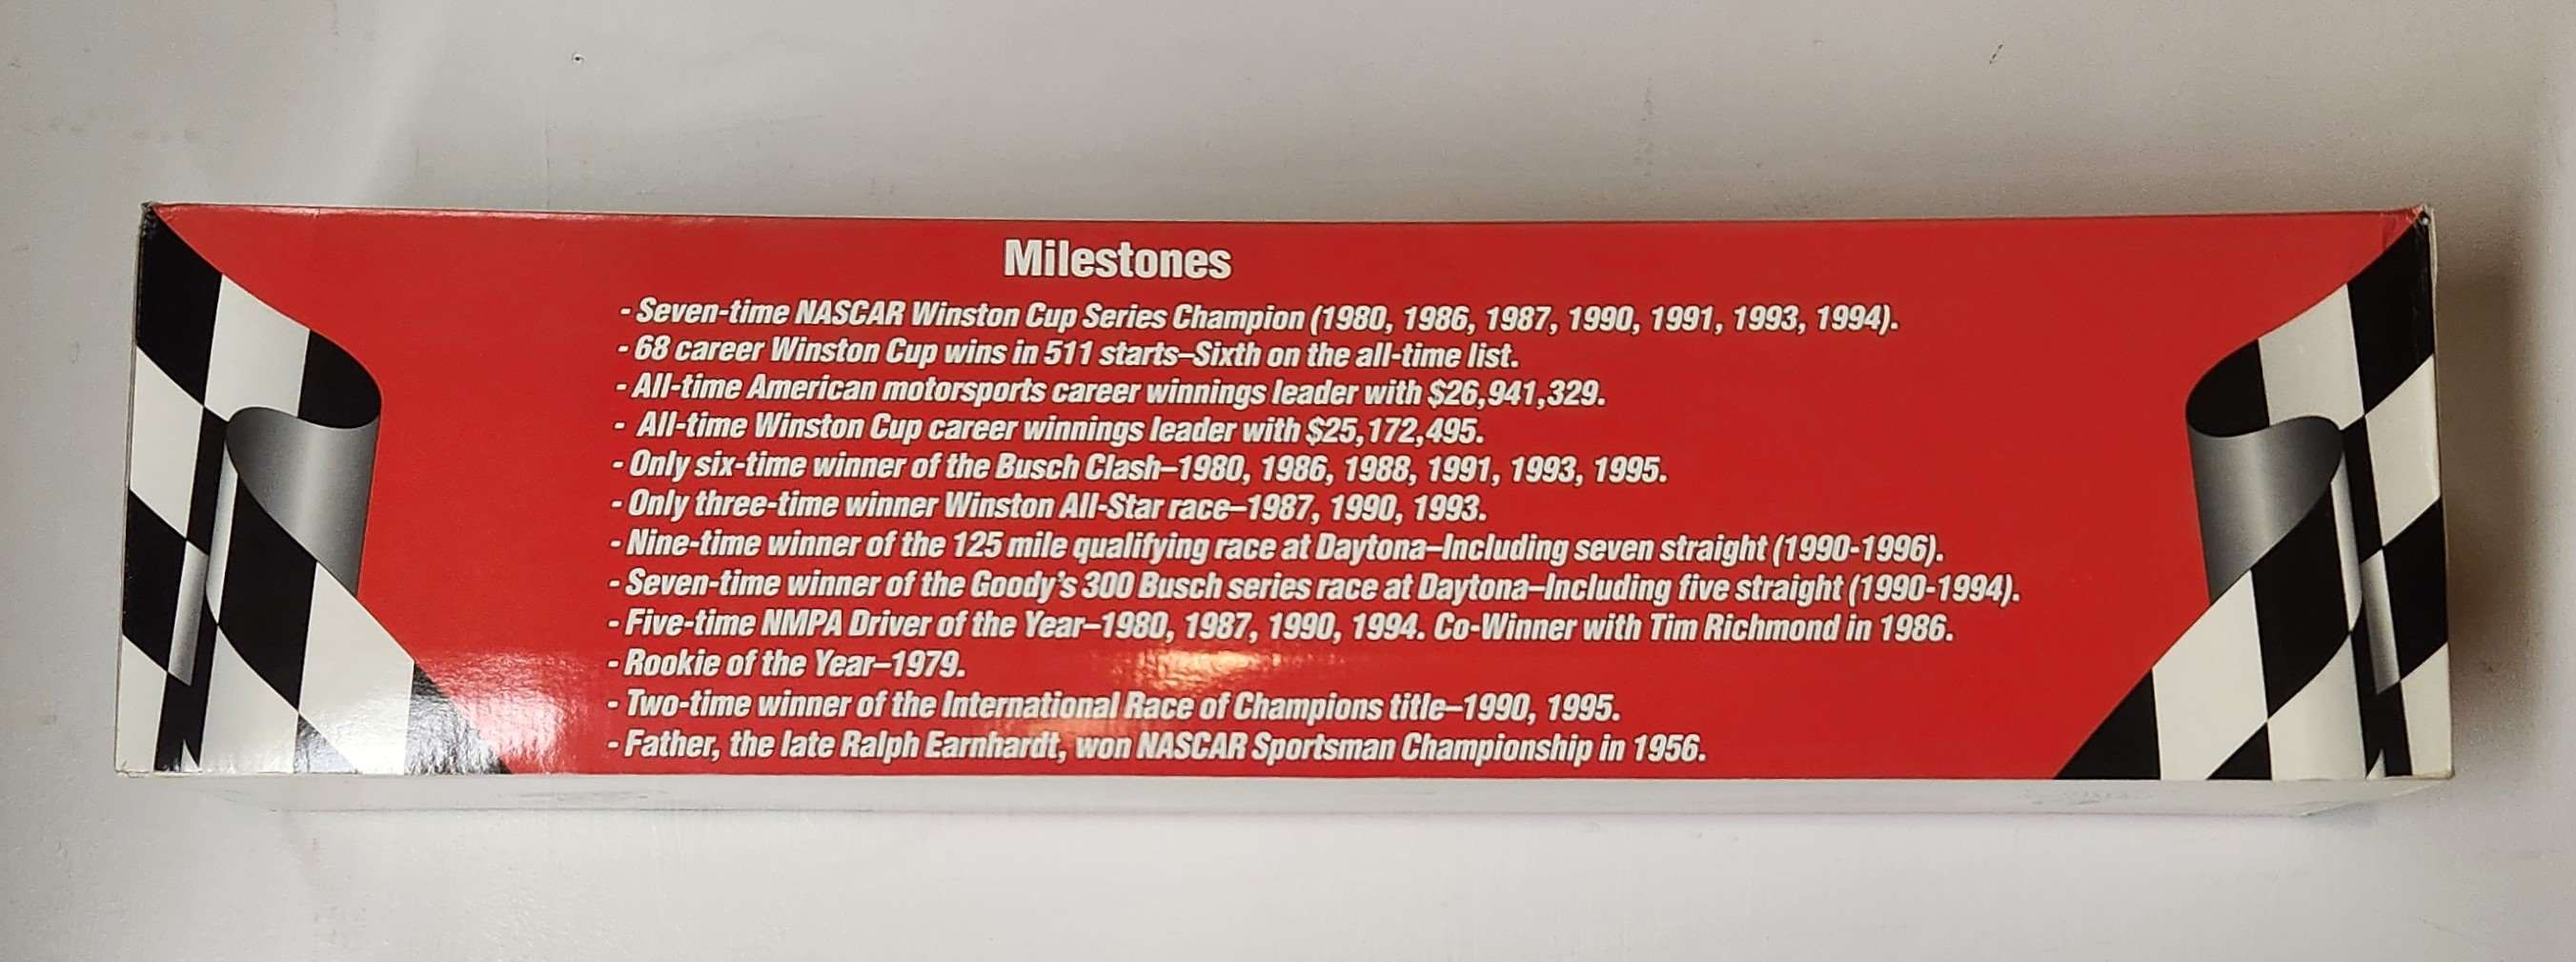 Milestones
- Seven-time NASCAR Winston Cup Series Champion (1980, 1986, 1987, 1990, 1991, 1993, 1994).
- 68 career Winston Cup wins in 511 starts–Sixth on the all-time list.
- All-time American motorsports career winnings leader with $26,941,329.
- All-time Winston Cup career winnings leader with $25,172,495.
- Only six-time winner of the Busch Clash–1980, 1986, 1988, 1991, 1993, 1995.
- Only three-time winner Winston All-Star race–1987, 1990, 1993.
- Nine-time winner of the 125 mile qualifying race at Daytona–Including seven straight (1990-1996).
- Seven-time winner of the Goody's 300 Busch series race at Daytona–Including five straight (1990-1994).
- Five-time NMPA Driver of the Year–1980, 1987, 1990, 1994. Co-Winner with Tim Richmond in 1986.
- Rookie of the Year–1979.
- Two-time winner of the International Race of Champions title–1990, 1995.
- Father, the late Ralph Earnhardt, won NASCAR Sportsman Championship in 1956.